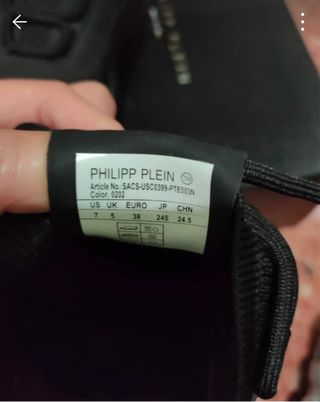 PHILIPP PLEIN TM
Article No. SACS-USC0399-PTE003N
Color. 0202
US UK EURO JP CHN
7 5 38 245 24.5